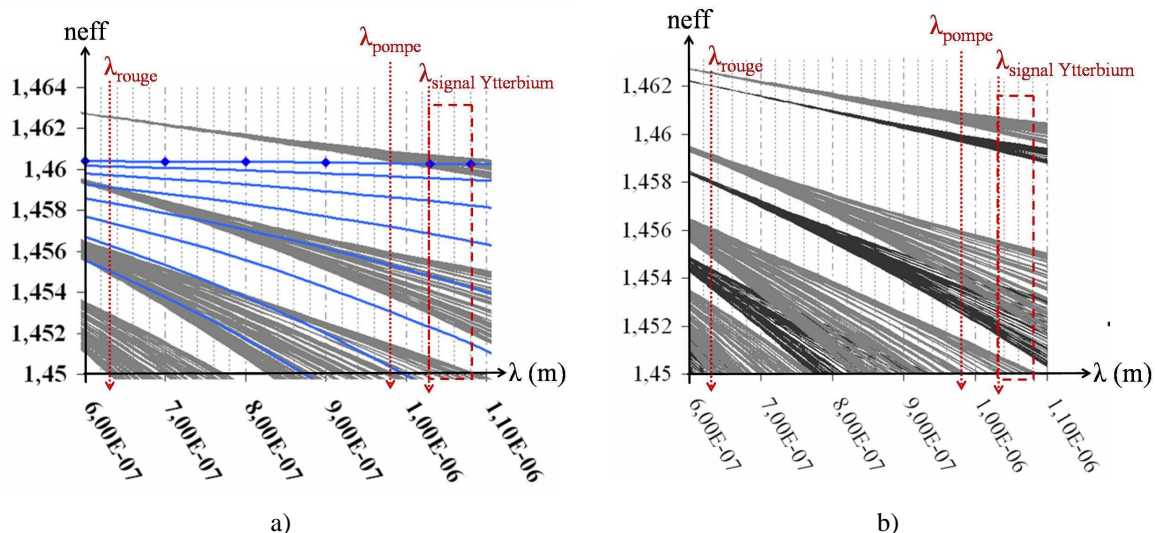 neff
λrouge
λpompe
λsignal Ytterbium
1,464
1,462
1,46
1,458
1,456
1,454
1,452
1,45
λ (m)
6,00E-07
7,00E-07
8,00E-07
9,00E-07
1,00E-06
1,10E-06
a)
neff
λrouge
λpompe
λsignal Ytterbium
1,462
1,46
1,458
1,456
1,454
1,452
1,45
λ (m)
6,00E-07
7,00E-07
8,00E-07
9,00E-07
1,00E-06
1,10E-06
b)